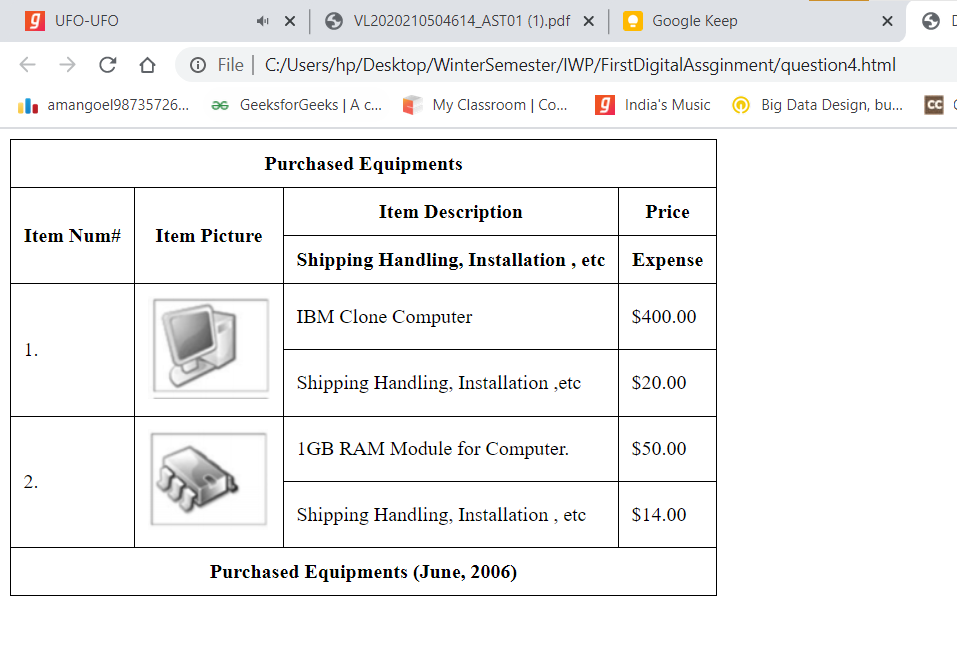 UFO-UFO
VL2020210504614_AST01 (1).pdf
Google Keep
File | C:/Users/hp/Desktop/WinterSemester/IWP/FirstDigitalAssginment/question4.html
amangoel98735726...
GeeksforGeeks | A c...
My Classroom | Co...
India's Music
Big Data Design, bu...
CC
Purchased Equipments
Item Num#
Item Picture
Item Description
Price
Shipping Handling, Installation , etc
Expense
1.
IBM Clone Computer
$400.00
Shipping Handling, Installation ,etc
$20.00
2.
1GB RAM Module for Computer.
$50.00
Shipping Handling, Installation , etc
$14.00
Purchased Equipments (June, 2006)